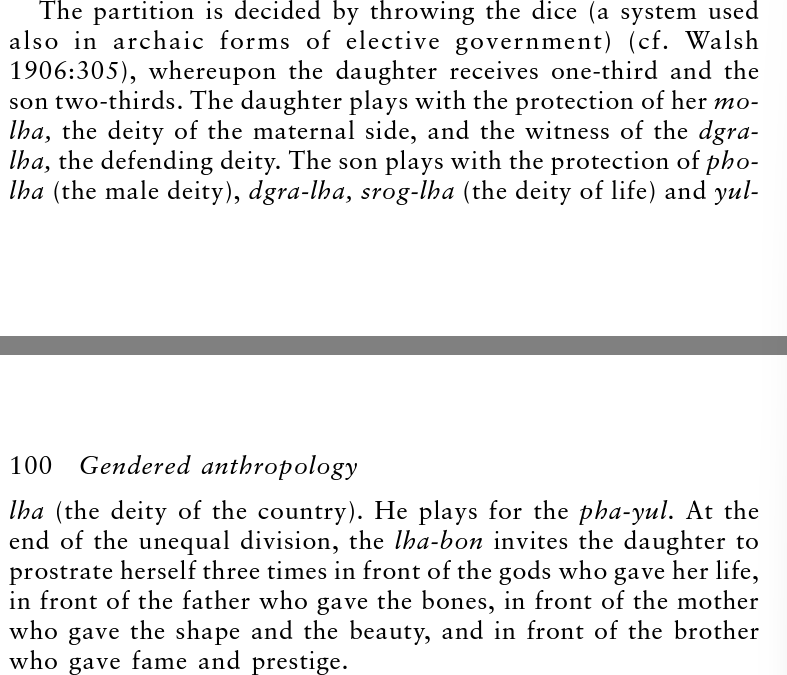 The partition is decided by throwing the dice (a system used
also in archaic forms of elective government) (cf. Walsh
1906:305), whereupon the daughter receives one-third and the
son two-thirds. The daughter plays with the protection of her mo-
lha, the deity of the maternal side, and the witness of the dgra-
lha, the defending deity. The son plays with the protection of pho-
lha (the male deity), dgra-lha, srog-lha (the deity of life) and yul-
100 Gendered anthropology
lha (the deity of the country). He plays for the pha-yul. At the
end of the unequal division, the lha-bon invites the daughter to
prostrate herself three times in front of the gods who gave her life,
in front of the father who gave the bones, in front of the mother
who gave the shape and the beauty, and in front of the brother
who gave fame and prestige.